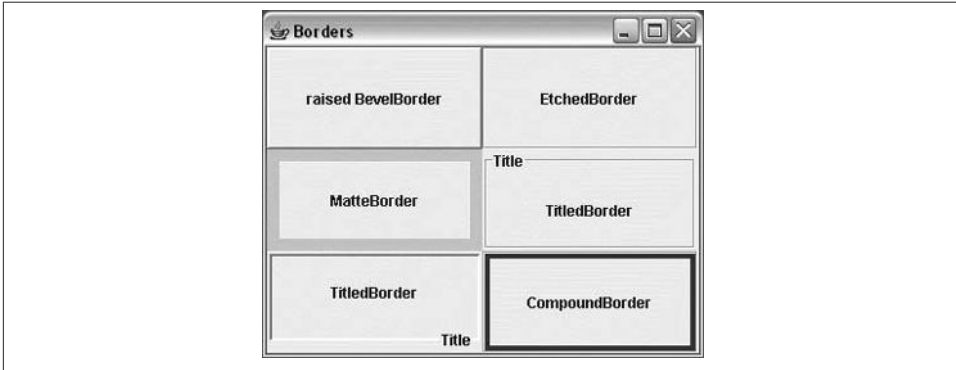 Borders
raised BevelBorder
EtchedBorder
MatteBorder
Title
TitledBorder
TitledBorder
Title
CompoundBorder